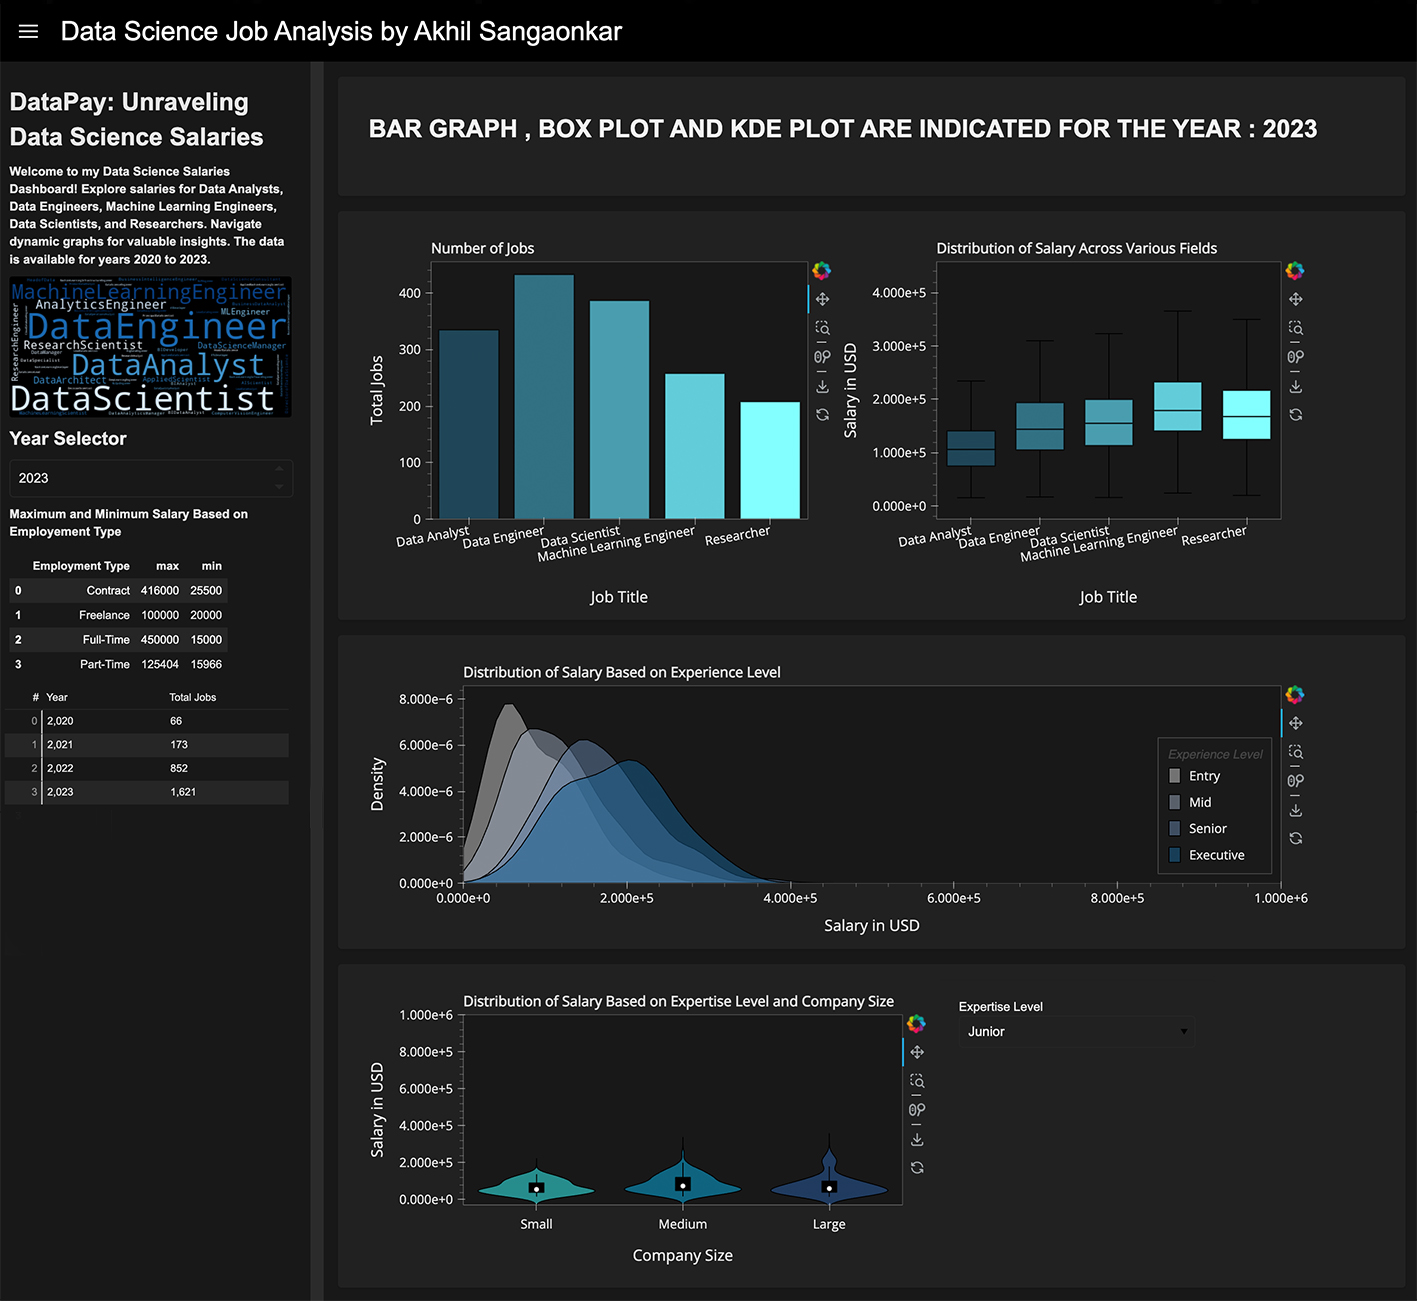 Data Science Job Analysis by Akhil Sangaonkar
DataPay: Unraveling
Data Science Salaries
Welcome to my Data Science Salaries
Dashboard! Explore salaries for Data Analysts,
Data Engineers, Machine Learning Engineers,
Data Scientists, and Researchers. Navigate
dynamic graphs for valuable insights. The data
is available for years 2020 to 2023.
MachineLearningEngineer
AnalyticsEngineer
MLEngineer
DataEngineer
ResearchEngineer
ResearchScientist
DataScienceManager
DataManager
DataAnalyst
DataArchitect
AppliedScientist
DataScientist
Year Selector
2023
Maximum and Minimum Salary Based on
Employement Type
Employment Type max min
0 Contract 416000 25500
1 Freelance 100000 20000
2 Full-Time 450000 15000
3 Part-Time 125404 15966
# Year Total Jobs
0 2,020 66
1 2,021 173
2 2,022 852
3 2,023 1,621
BAR GRAPH , BOX PLOT AND KDE PLOT ARE INDICATED FOR THE YEAR : 2023
Number of Jobs
Total Jobs
400
300
200
100
0
Data Analyst
Data Engineer
Data Scientist
Machine Learning Engineer
Researcher
Job Title
Distribution of Salary Across Various Fields
Salary in USD
4.000e+5
3.000e+5
2.000e+5
1.000e+5
0.000e+0
Data Analyst
Data Engineer
Data Scientist
Machine Learning Engineer
Researcher
Job Title
Distribution of Salary Based on Experience Level
Density
8.000e−6
6.000e−6
4.000e−6
2.000e−6
0.000e+0
0.000e+0 2.000e+5 4.000e+5 6.000e+5 8.000e+5 1.000e+6
Salary in USD
Experience Level
Entry
Mid
Senior
Executive
Distribution of Salary Based on Expertise Level and Company Size
Salary in USD
1.000e+6
8.000e+5
6.000e+5
4.000e+5
2.000e+5
0.000e+0
Small Medium Large
Company Size
Expertise Level
Junior